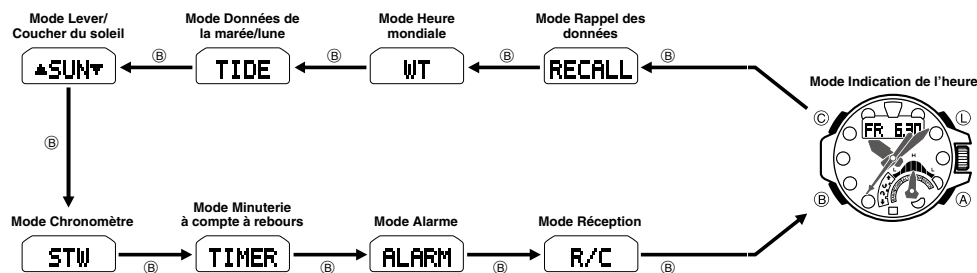 Mode Lever/
Coucher du soleil
Mode Données de
la marée/lune
Mode Heure
mondiale
Mode Rappel des
données
Mode Indication de l'heure
▲SUN▼
B
TIDE
B
WT
B
RECALL
B
C
L
FR 6.30
H
L
L
B
B
A
Mode Chronomètre
Mode Minuterie
à compte à rebours
Mode Alarme
Mode Réception
STW
B
TIMER
B
ALARM
B
R/C
B